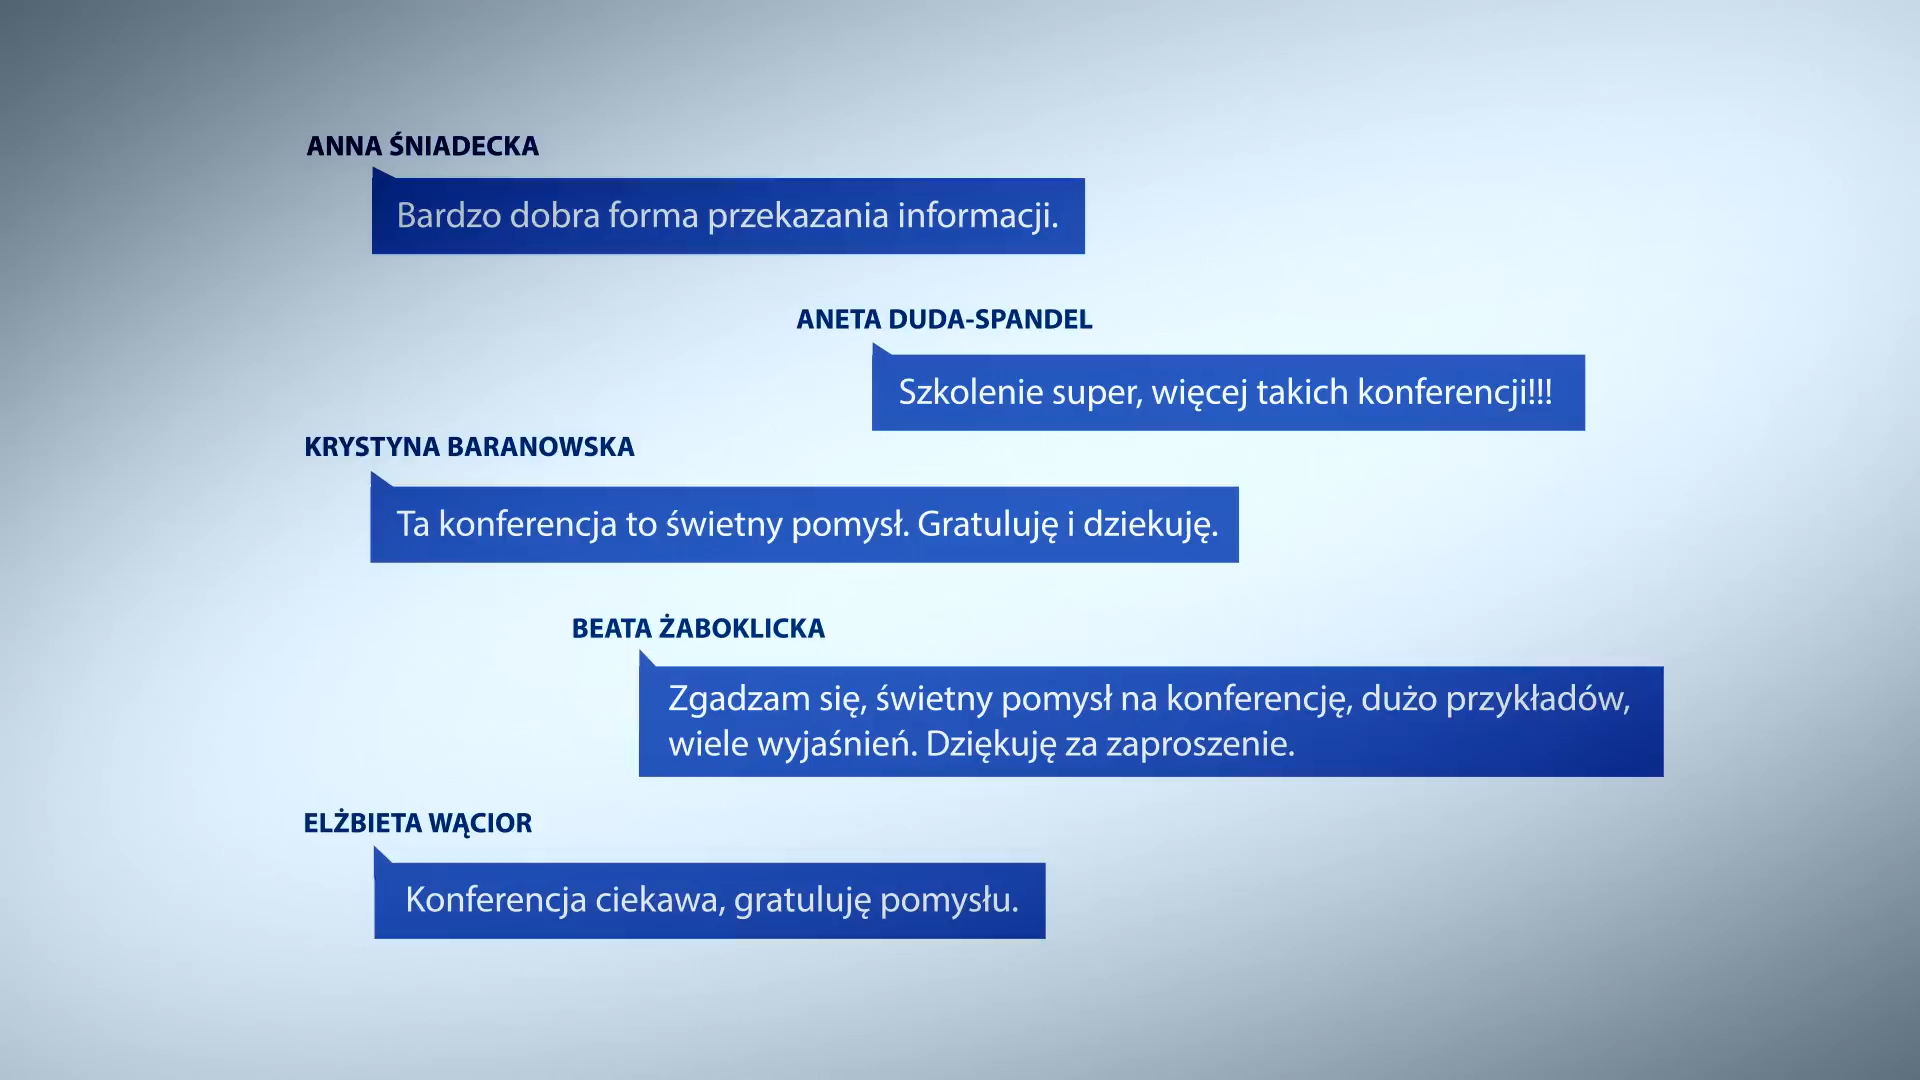 ANNA ŚNIADECKA
Bardzo dobra forma przekazania informacji.
ANETA DUDA-SPANDEL
Szkolenie super, więcej takich konferencji!!!
KRYSTYNA BARANOWSKA
Ta konferencja to świetny pomysł. Gratuluję i dziekuję.
BEATA ŻABOKLICKA
Zgadzam się, świetny pomysł na konferencję, dużo przykładów,
wiele wyjaśnień. Dziękuję za zaproszenie.
ELŻBIETA WĄCIOR
Konferencja ciekawa, gratuluję pomysłu.